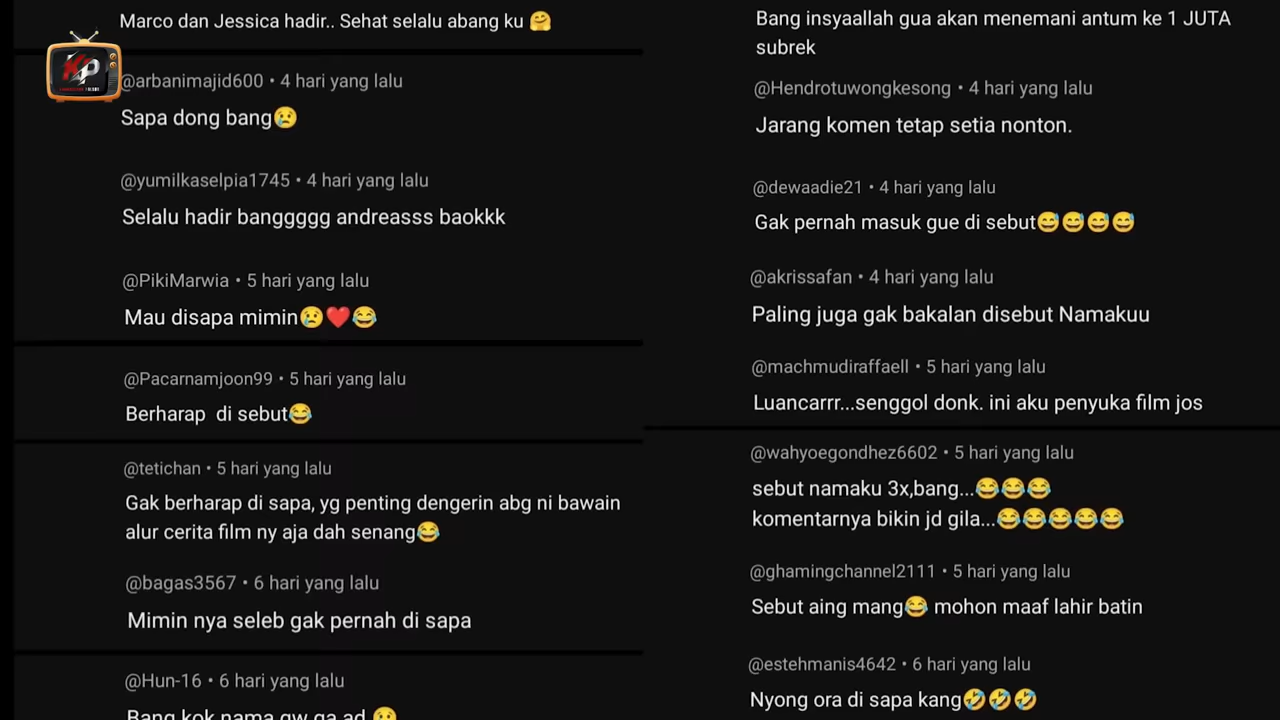 Marco dan Jessica hadir.. Sehat selalu abang ku 🤗
KP
@arbanimajid600 • 4 hari yang lalu
Sapa dong bang😢
@yumilkaselpia1745 • 4 hari yang lalu
Selalu hadir banggggg andreasss baokkk
@PikiMarwia • 5 hari yang lalu
Mau disapa mimin😢❤️😂
@Pacarnamjoon99 • 5 hari yang lalu
Berharap di sebut😂
@tetichan • 5 hari yang lalu
Gak berharap di sapa, yg penting dengerin abg ni bawain
alur cerita film ny aja dah senang😂
@bagas3567 • 6 hari yang lalu
Mimin nya seleb gak pernah di sapa
@Hun-16 • 6 hari yang lalu
Bang kok nama gw ga ad 😢
Bang insyaallah gua akan menemani antum ke 1 JUTA
subrek
@Hendrotuwongkesong • 4 hari yang lalu
Jarang komen tetap setia nonton.
@dewaadie21 • 4 hari yang lalu
Gak pernah masuk gue di sebut😅😅😅😅
@akrissafan • 4 hari yang lalu
Paling juga gak bakalan disebut Namakuu
@machmudiraffaell • 5 hari yang lalu
Luancarrr...senggol donk. ini aku penyuka film jos
@wahyoegondhez6602 • 5 hari yang lalu
sebut namaku 3x,bang...😂😂😂
komentarnya bikin jd gila...😂😂😂😂😂
@ghamingchannel2111 • 5 hari yang lalu
Sebut aing mang😂 mohon maaf lahir batin
@estehmanis4642 • 6 hari yang lalu
Nyong ora di sapa kang🤣🤣🤣